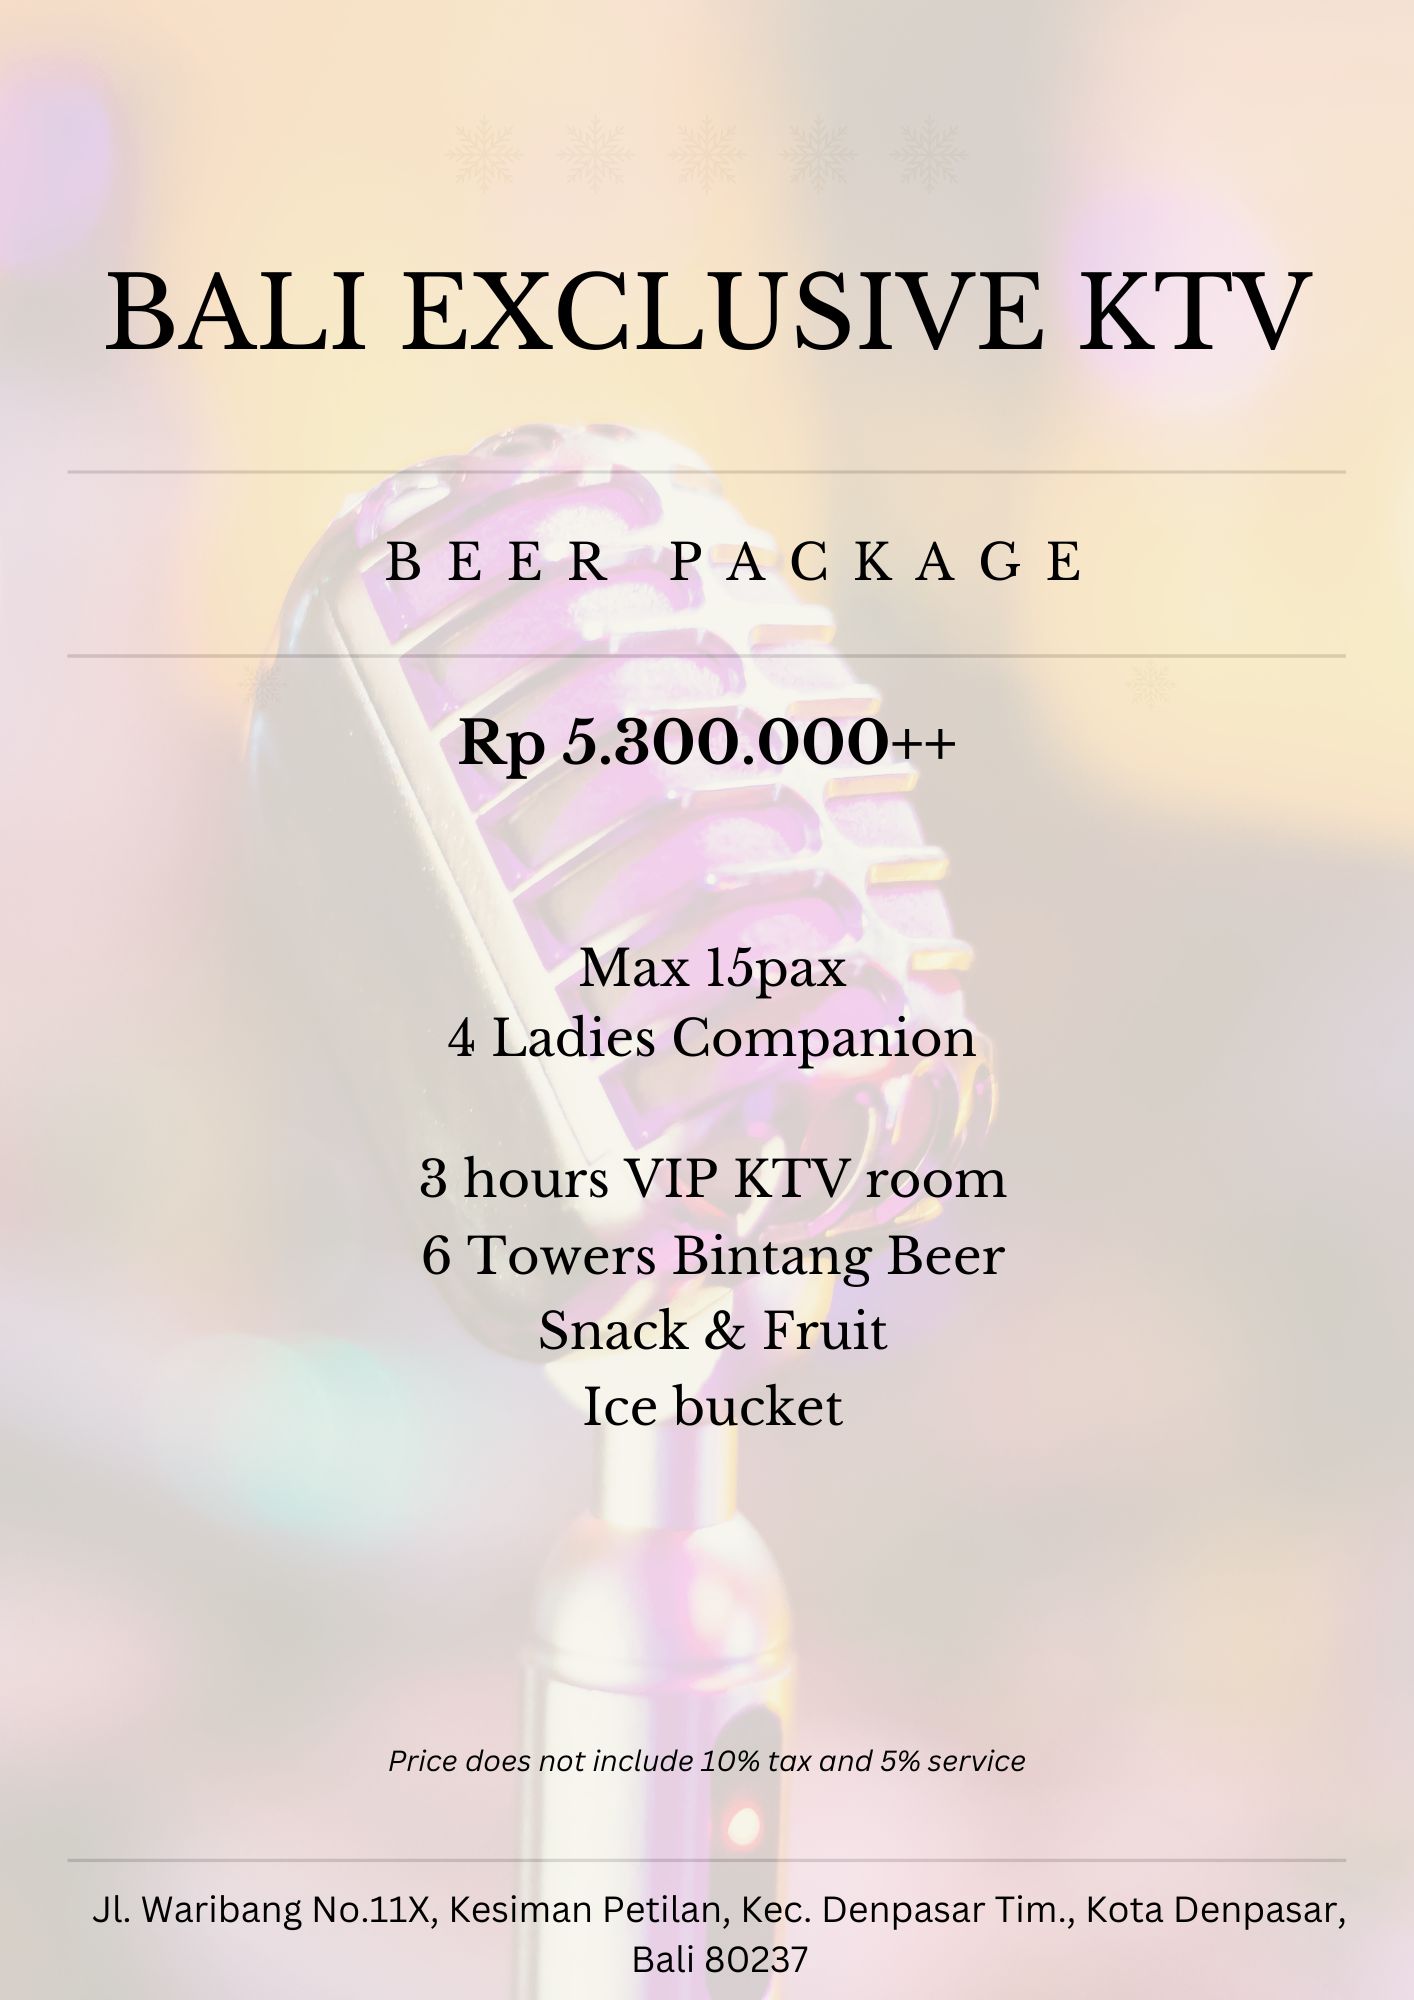 BALI EXCLUSIVE KTV
BEER PACKAGE
Rp 5.300.000++
Max 15pax
4 Ladies Companion
3 hours VIP KTV room
6 Towers Bintang Beer
Snack & Fruit
Ice bucket
Price does not include 10% tax and 5% service
Jl. Waribang No.11X, Kesiman Petilan, Kec. Denpasar Tim., Kota Denpasar,
Bali 80237